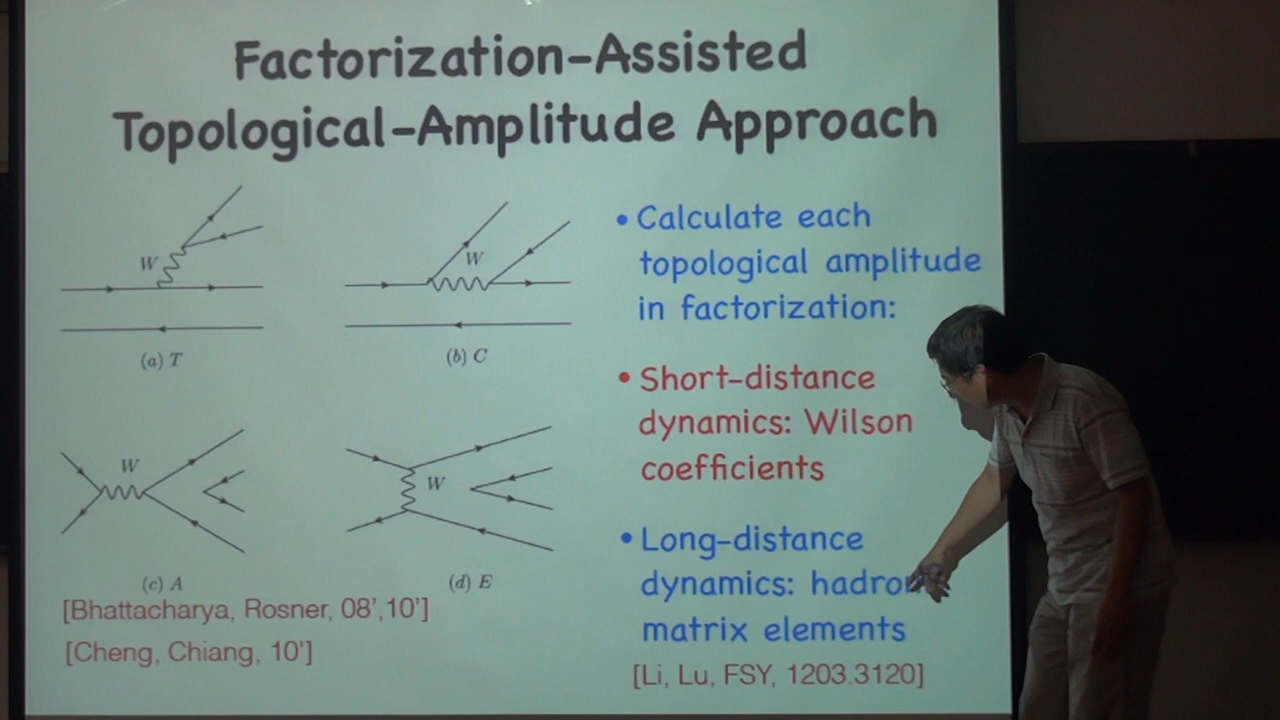 Factorization-Assisted
Topological-Amplitude Approach
W
(a) T
W
(b) C
W
(c) A
W
(d) E
[Bhattacharya, Rosner, 08',10']
[Cheng, Chiang, 10']
• Calculate each
topological amplitude
in factorization:
• Short-distance
dynamics: Wilson
coefficients
• Long-distance
dynamics: hadron
matrix elements
[Li, Lu, FSY, 1203.3120]